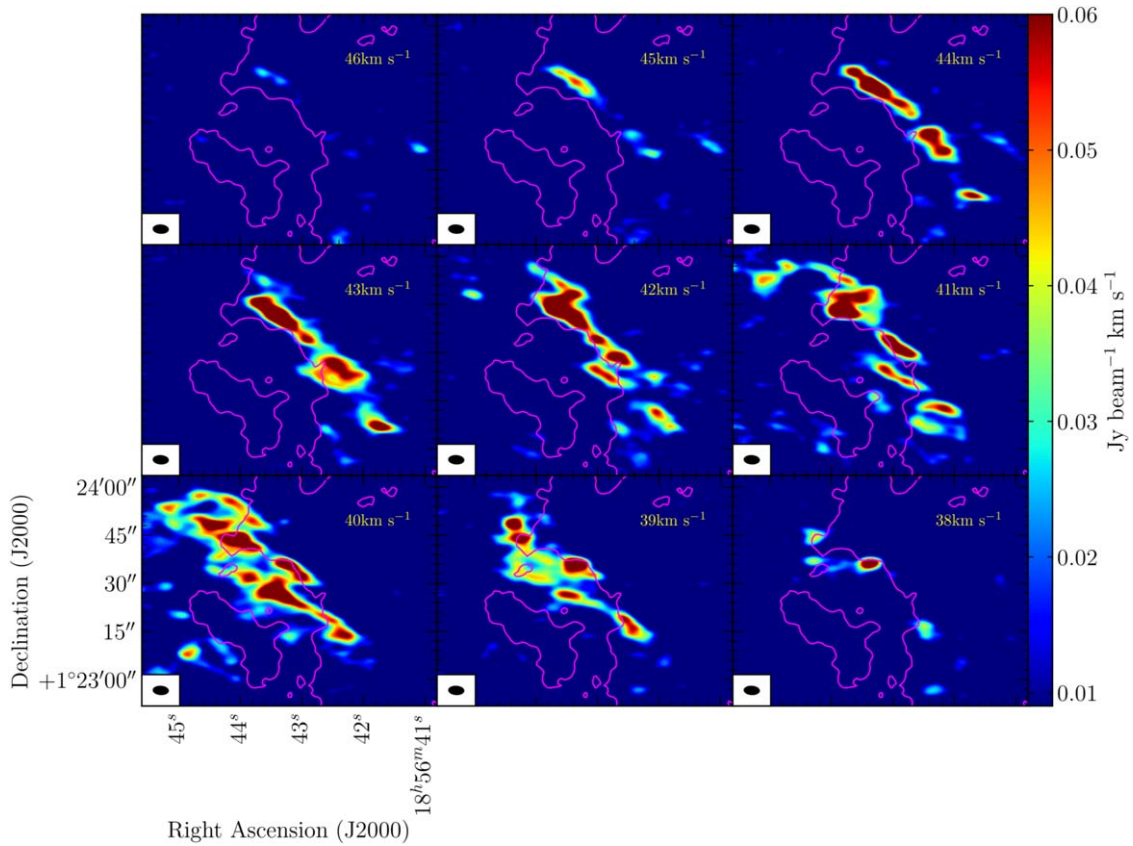 46km s⁻¹
45km s⁻¹
44km s⁻¹
43km s⁻¹
42km s⁻¹
41km s⁻¹
40km s⁻¹
39km s⁻¹
38km s⁻¹
0.06
0.05
0.04
0.03
0.02
0.01
Jy beam⁻¹ km s⁻¹
24′00″
45″
30″
15″
+1°23′00″
Declination (J2000)
45ˢ
44ˢ
43ˢ
42ˢ
18ʰ56ᵐ41ˢ
Right Ascension (J2000)